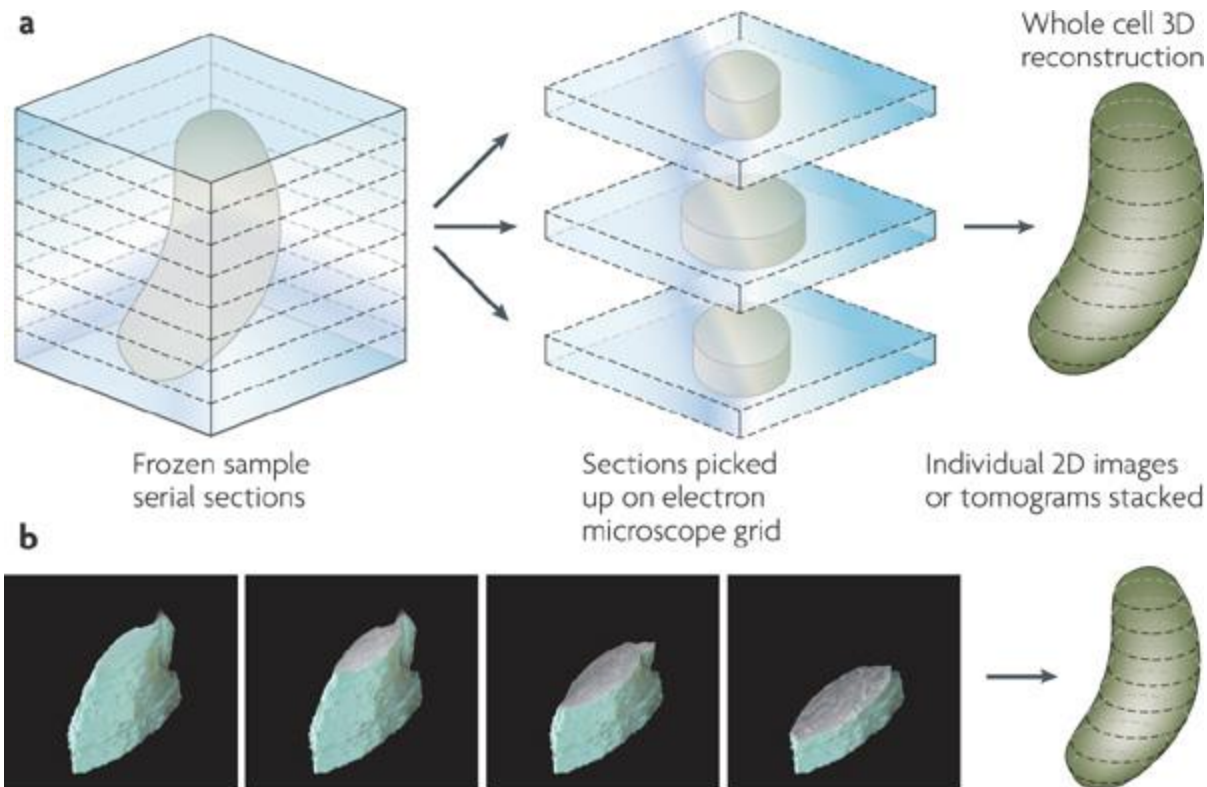 a
Whole cell 3D
reconstruction
Frozen sample
serial sections
Sections picked
up on electron
microscope grid
Individual 2D images
or tomograms stacked
b